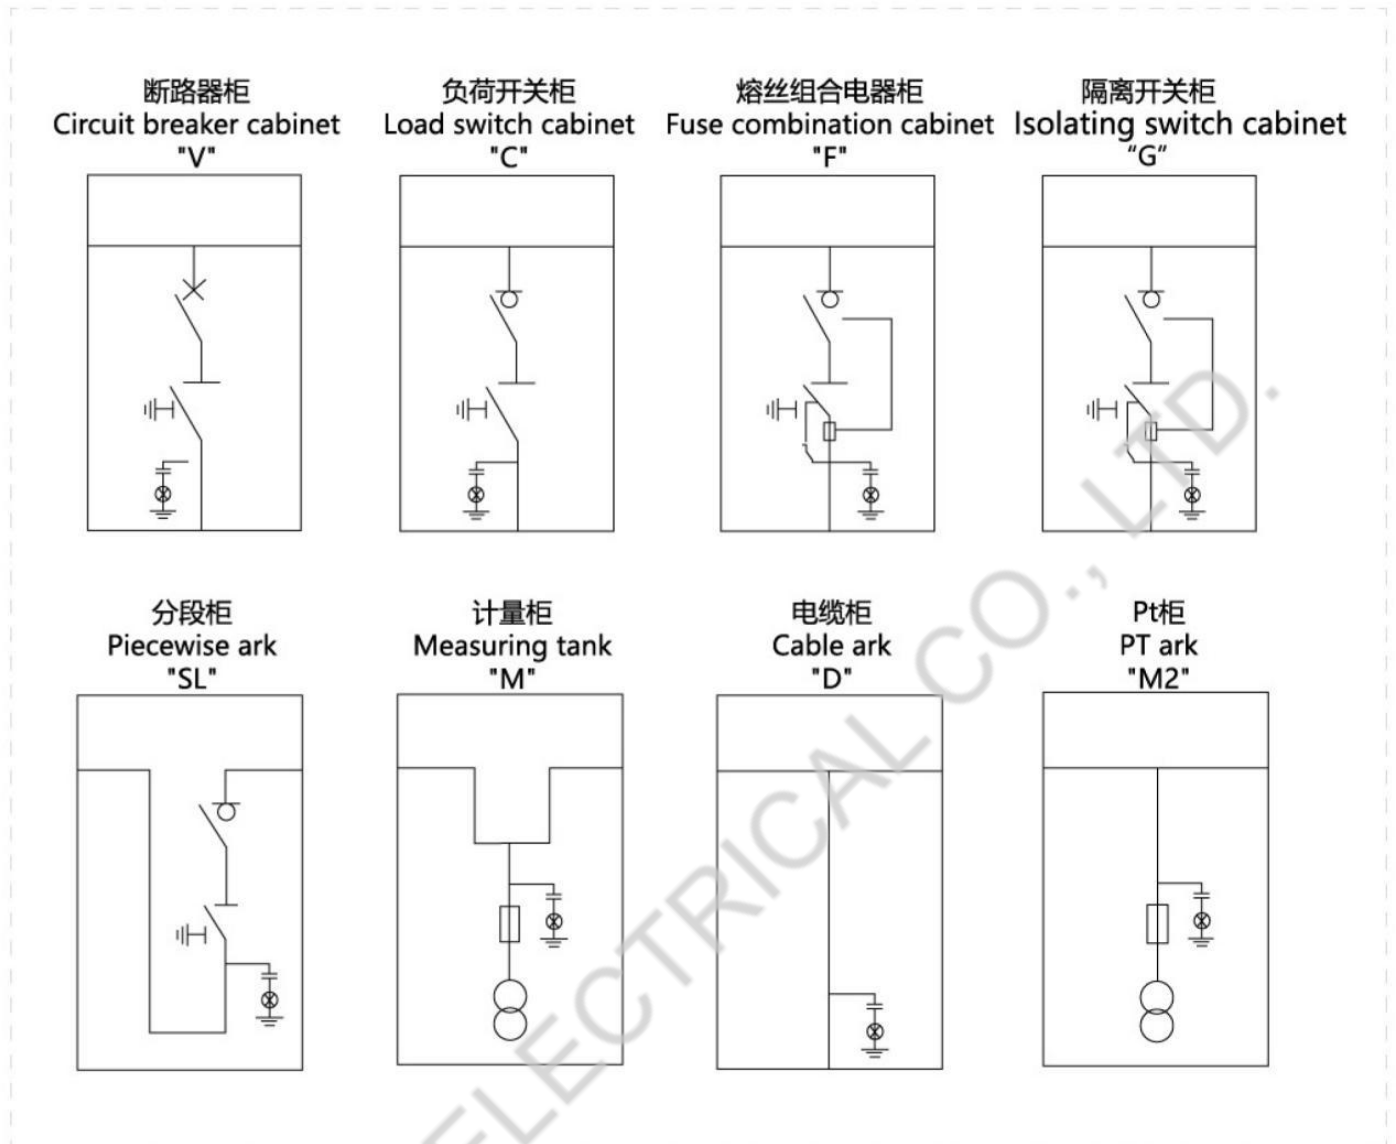 断路器柜
Circuit breaker cabinet
"V"
负荷开关柜
Load switch cabinet
"C"
熔丝组合电器柜
Fuse combination cabinet
"F"
隔离开关柜
Isolating switch cabinet
“G”
分段柜
Piecewise ark
"SL"
计量柜
Measuring tank
"M"
电缆柜
Cable ark
"D"
Pt柜
PT ark
"M2"
ELECTRICAL CO., LTD.